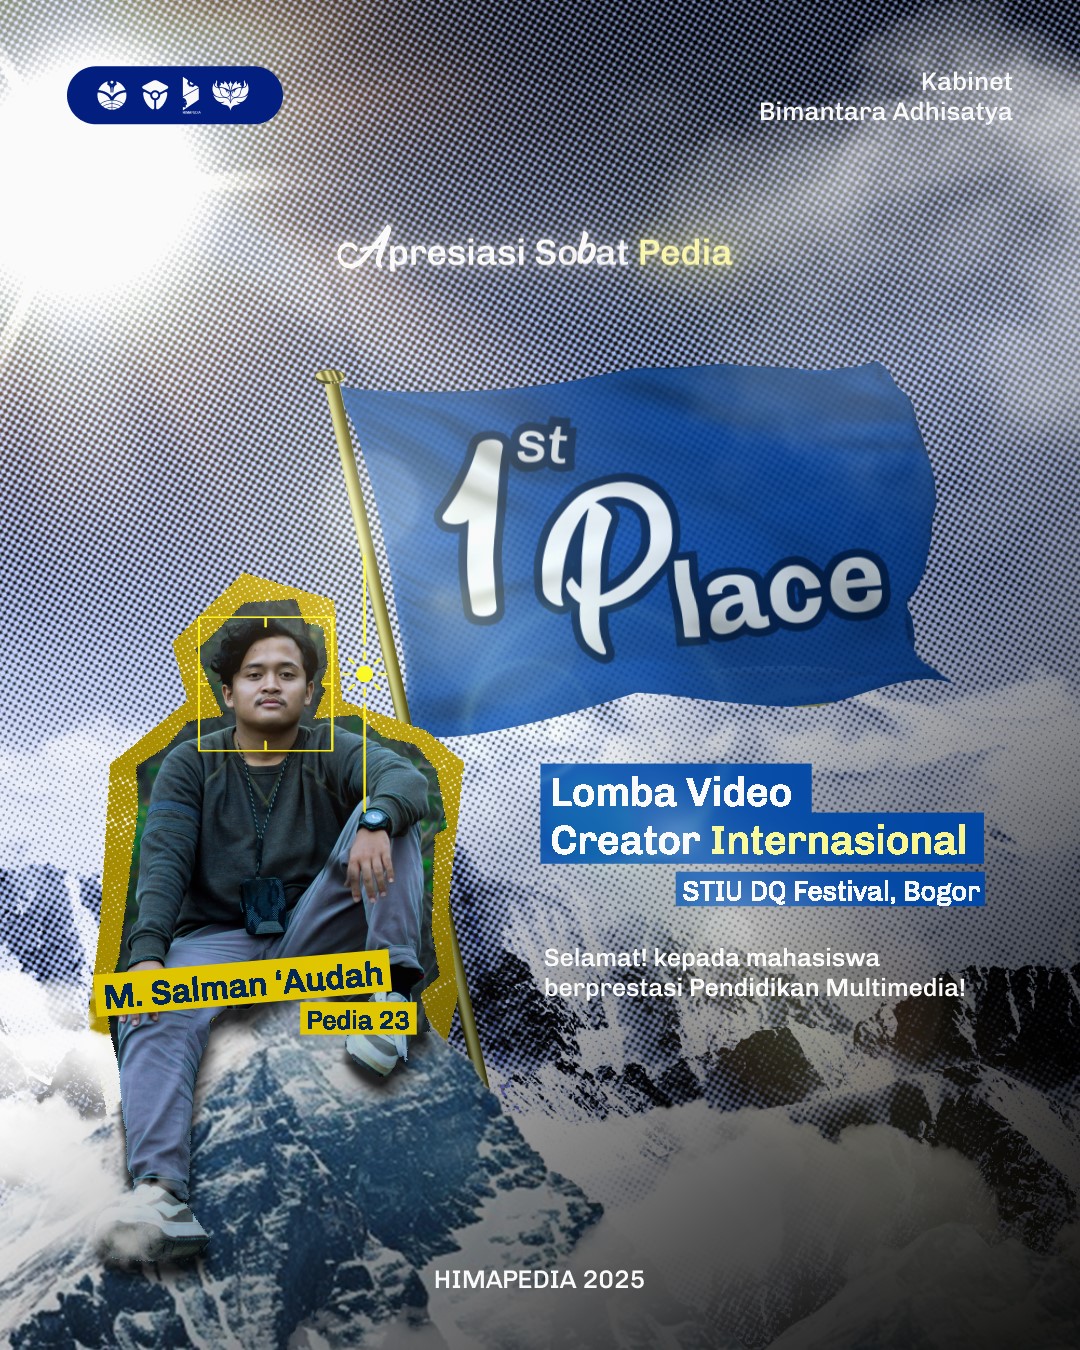 Kabinet
Bimantara Adhisatya
Apresiasi Sobat Pedia
1st
Place
Lomba Video
Creator Internasional
STIU DQ Festival, Bogor
Selamat! kepada mahasiswa
berprestasi Pendidikan Multimedia!
M. Salman ‘Audah
Pedia 23
HIMAPEDIA 2025